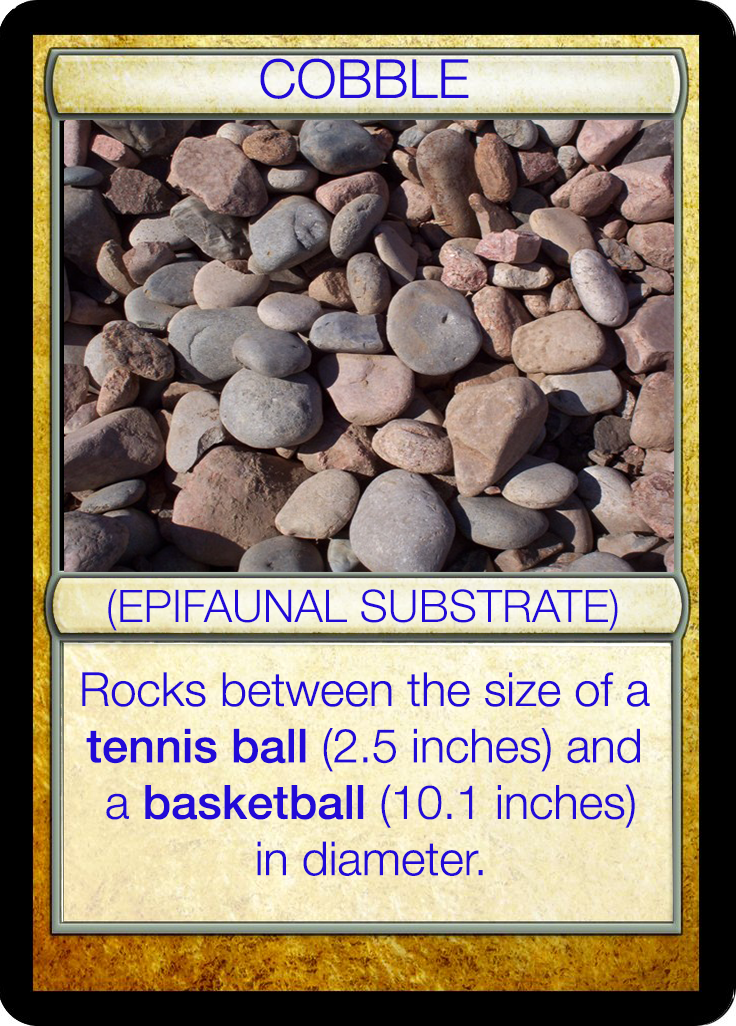 COBBLE
(EPIFAUNAL SUBSTRATE)
Rocks between the size of a
tennis ball (2.5 inches) and
a basketball (10.1 inches)
in diameter.